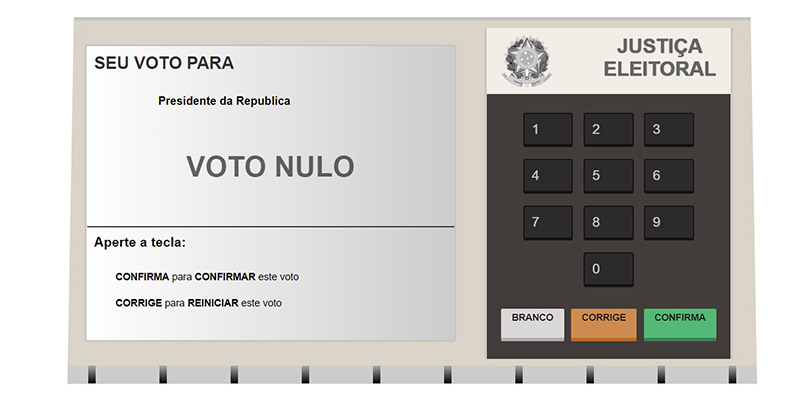 SEU VOTO PARA
Presidente da Republica
VOTO NULO
Aperte a tecla:
CONFIRMA para CONFIRMAR este voto
CORRIGE para REINICIAR este voto
JUSTIÇA
ELEITORAL
1 2 3
4 5 6
7 8 9
0
BRANCO CORRIGE CONFIRMA